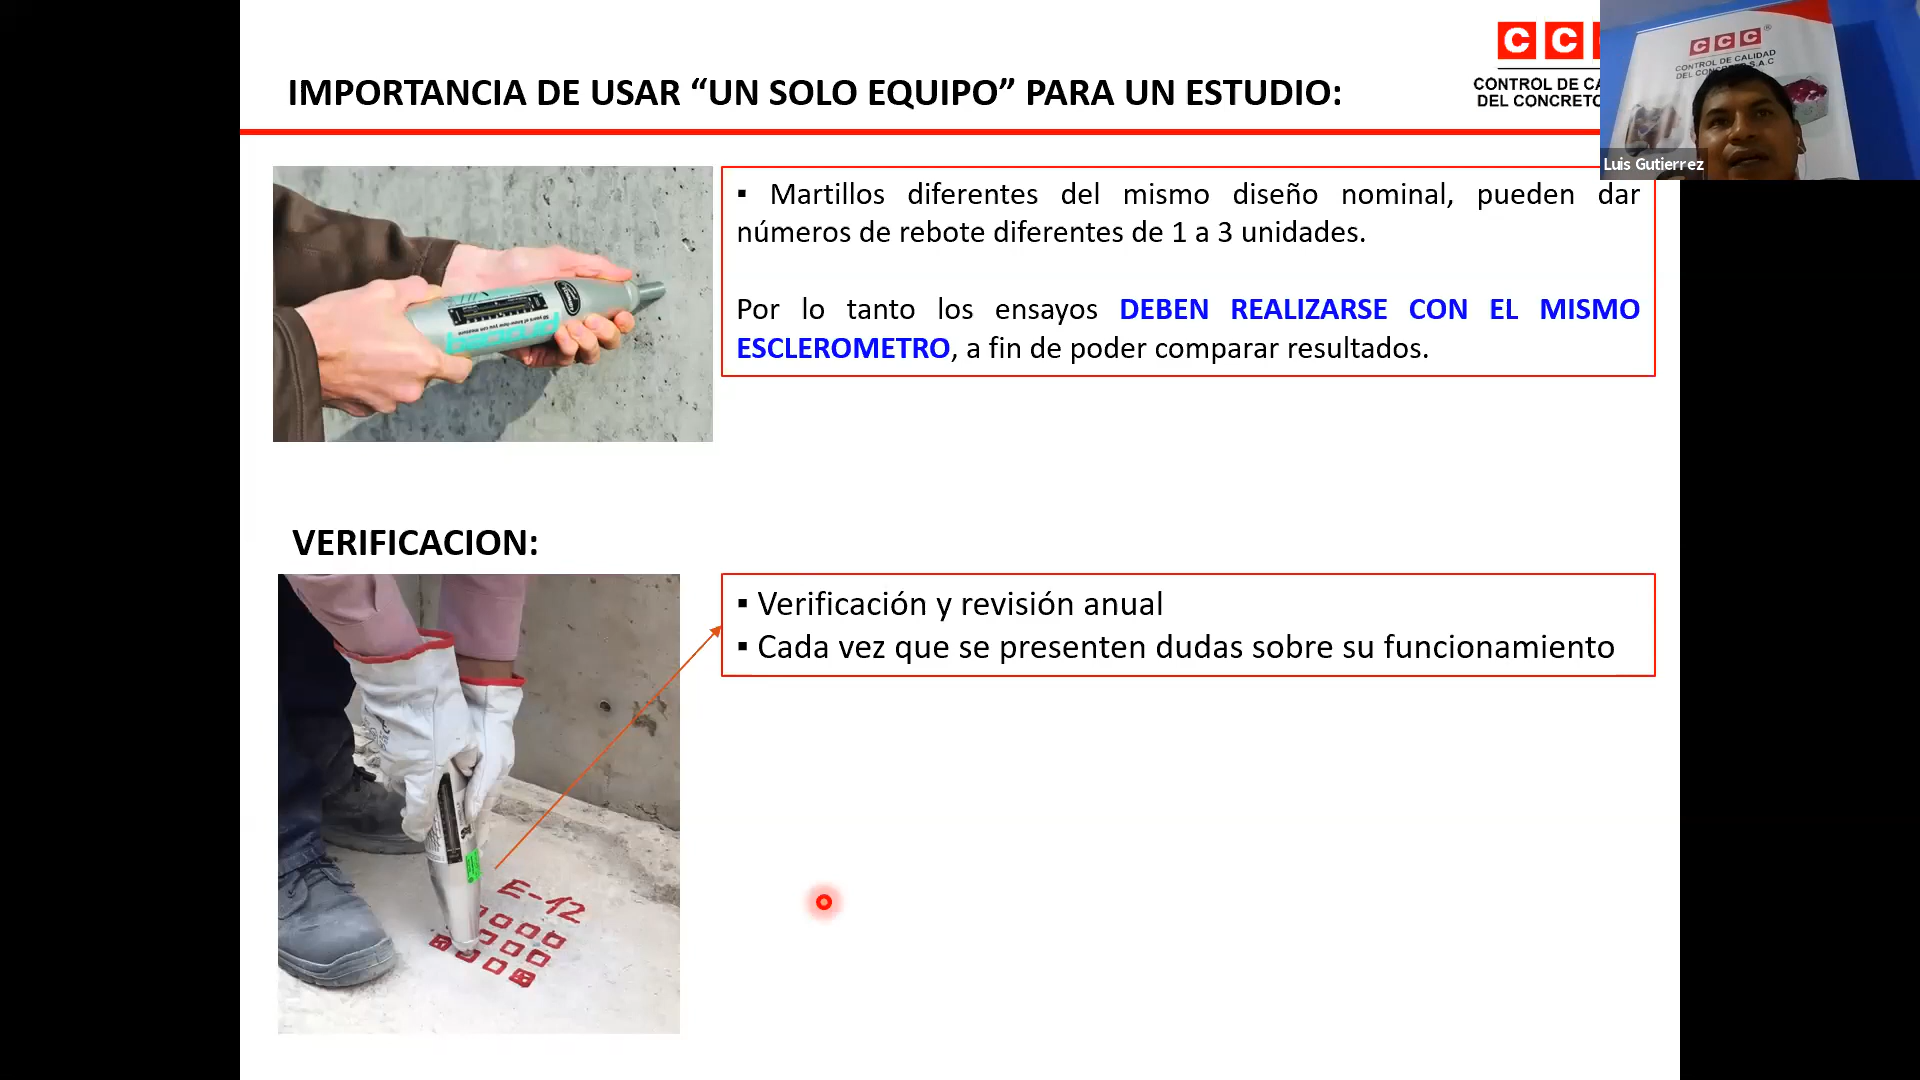 IMPORTANCIA DE USAR “UN SOLO EQUIPO” PARA UN ESTUDIO:
CC
CONTROL DE CA
DEL CONCRETO
CCC®
CONTROL DE CALIDAD
DEL CONCRETO S.A.C
Luis Gutierrez
▪ Martillos diferentes del mismo diseño nominal, pueden dar
números de rebote diferentes de 1 a 3 unidades.
Por lo tanto los ensayos DEBEN REALIZARSE CON EL MISMO
ESCLEROMETRO, a fin de poder comparar resultados.
proceq
VERIFICACION:
▪ Verificación y revisión anual
▪ Cada vez que se presenten dudas sobre su funcionamiento
E-12